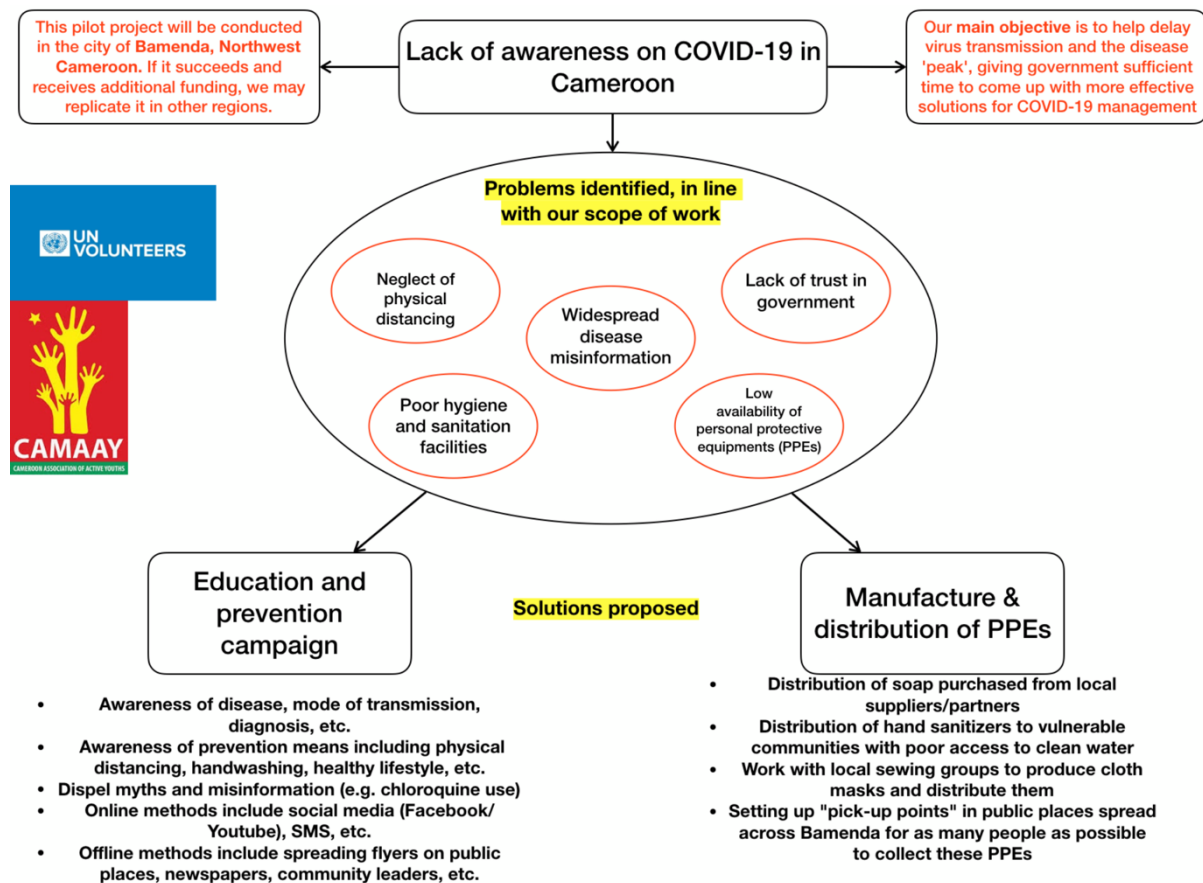 This pilot project will be conducted
in the city of Bamenda, Northwest
Cameroon. If it succeeds and
receives additional funding, we may
replicate it in other regions.
Lack of awareness on COVID-19 in
Cameroon
Our main objective is to help delay
virus transmission and the disease
'peak', giving government sufficient
time to come up with more effective
solutions for COVID-19 management
Problems identified, in line
with our scope of work
UN
VOLUNTEERS
CAMAAY
CAMEROON ASSOCIATION OF ACTIVE YOUTHS
Neglect of
physical
distancing
Widespread
disease
misinformation
Lack of trust in
government
Poor hygiene
and sanitation
facilities
Low
availability of
personal protective
equipments (PPEs)
Education and
prevention
campaign
Solutions proposed
Manufacture &
distribution of PPEs
• Awareness of disease, mode of transmission,
diagnosis, etc.
• Awareness of prevention means including physical
distancing, handwashing, healthy lifestyle, etc.
• Dispel myths and misinformation (e.g. chloroquine use)
• Online methods include social media (Facebook/
Youtube), SMS, etc.
• Offline methods include spreading flyers on public
places, newspapers, community leaders, etc.
• Distribution of soap purchased from local
suppliers/partners
• Distribution of hand sanitizers to vulnerable
communities with poor access to clean water
• Work with local sewing groups to produce cloth
masks and distribute them
• Setting up "pick-up points" in public places spread
across Bamenda for as many people as possible
to collect these PPEs